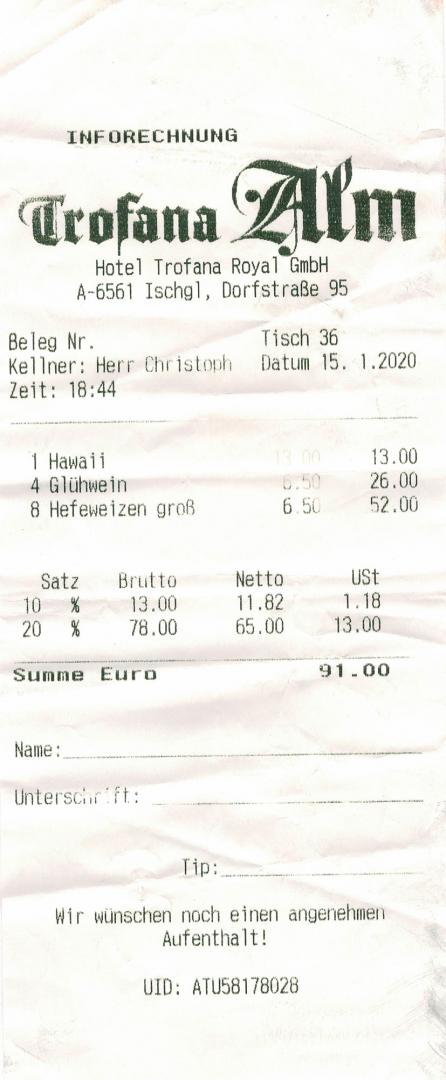 INFORECHNUNG
Trofana Alm
Hotel Trofana Royal GmbH
A-6561 Ischgl, Dorfstraße 95
Beleg Nr. Tisch 36
Kellner: Herr Christoph Datum 15. 1.2020
Zeit: 18:44
1 Hawaii 13.00 13.00
4 Glühwein 6.50 26.00
8 Hefeweizen groß 6.50 52.00
Satz Brutto Netto USt
10 % 13.00 11.82 1.18
20 % 78.00 65.00 13.00
Summe Euro 91.00
Name:
Unterschrift:
Tip:
Wir wünschen noch einen angenehmen
Aufenthalt!
UID: ATU58178028